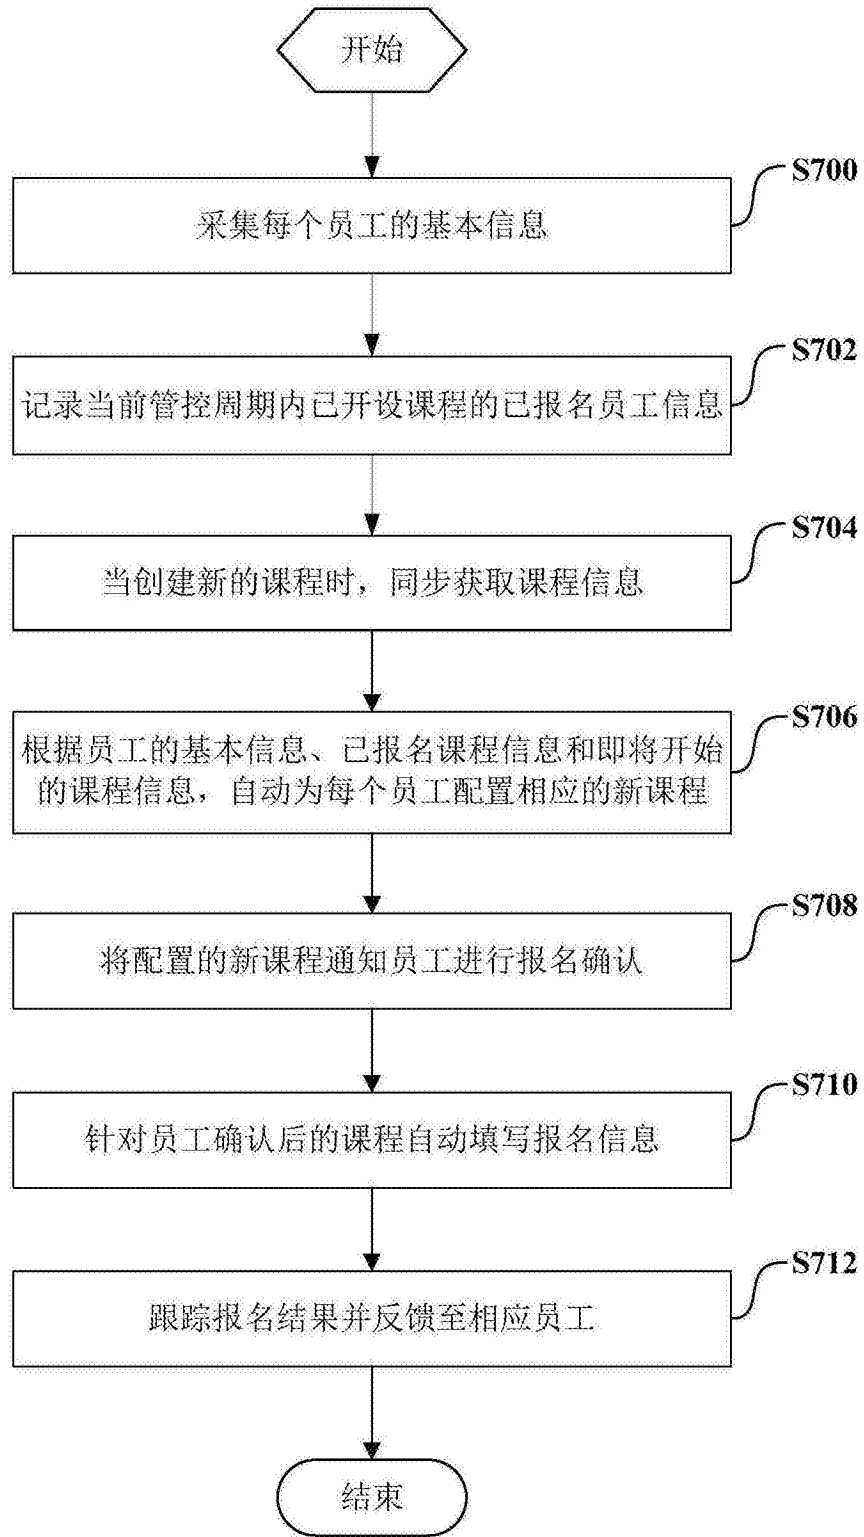 开始
S700
采集每个员工的基本信息
S702
记录当前管控周期内已开设课程的已报名员工信息
S704
当创建新的课程时，同步获取课程信息
S706
根据员工的基本信息、已报名课程信息和即将开始
的课程信息，自动为每个员工配置相应的新课程
S708
将配置的新课程通知员工进行报名确认
S710
针对员工确认后的课程自动填写报名信息
S712
跟踪报名结果并反馈至相应员工
结束